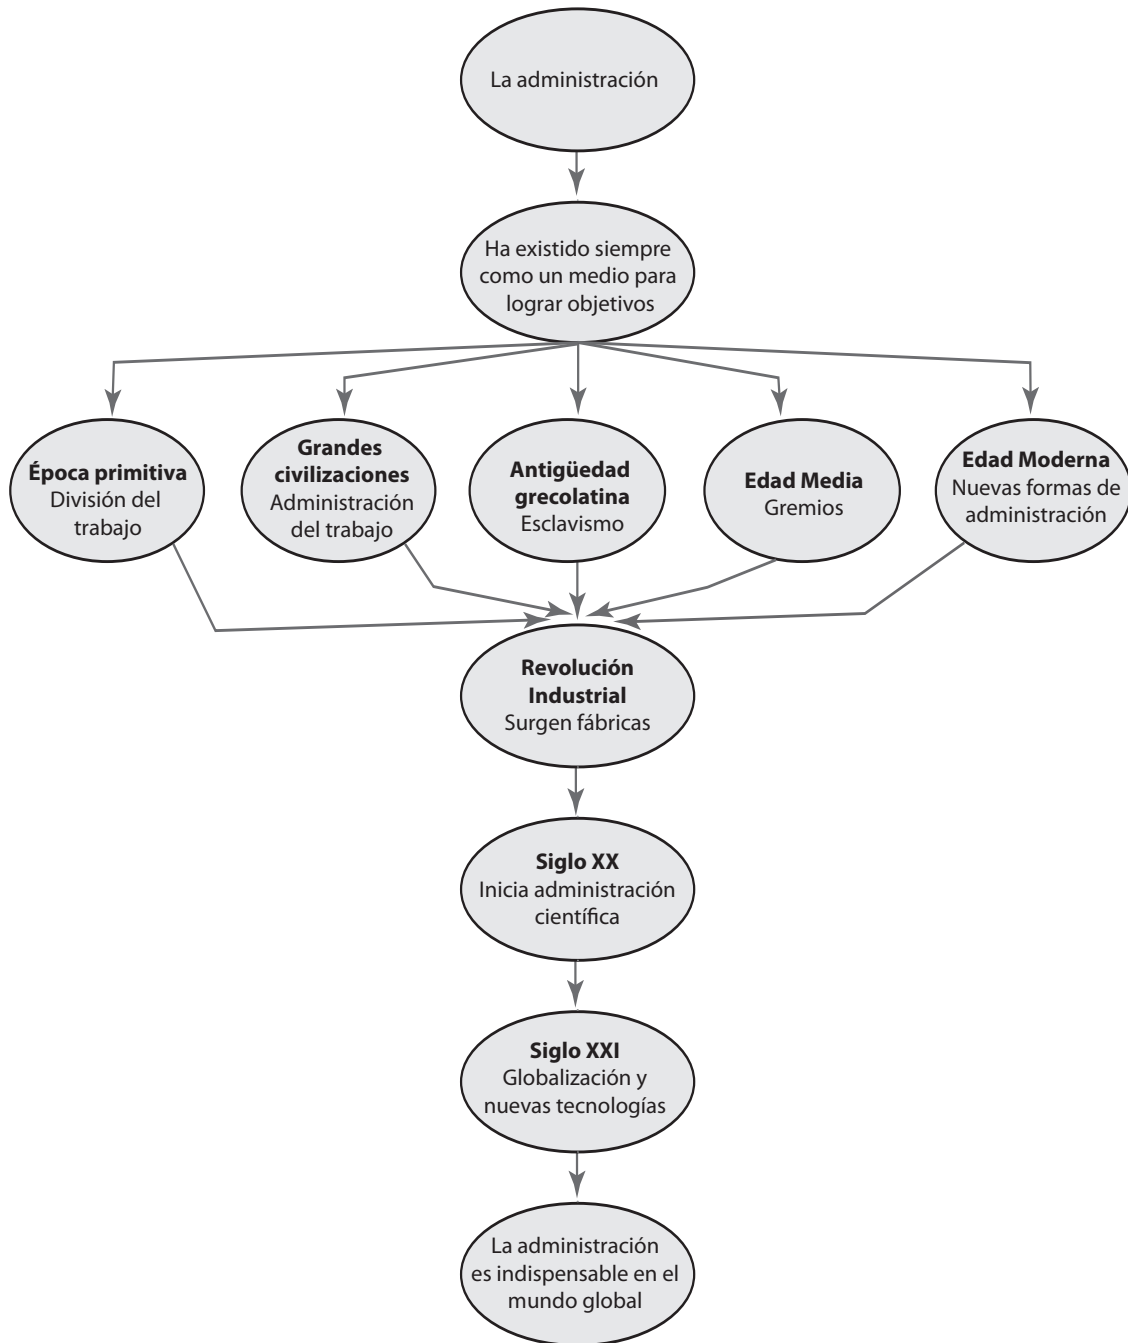 La administración
Ha existido siempre
como un medio para
lograr objetivos
Época primitiva
División del
trabajo
Grandes
civilizaciones
Administración
del trabajo
Antigüedad
grecolatina
Esclavismo
Edad Media
Gremios
Edad Moderna
Nuevas formas de
administración
Revolución
Industrial
Surgen fábricas
Siglo XX
Inicia administración
científica
Siglo XXI
Globalización y
nuevas tecnologías
La administración
es indispensable en el
mundo global